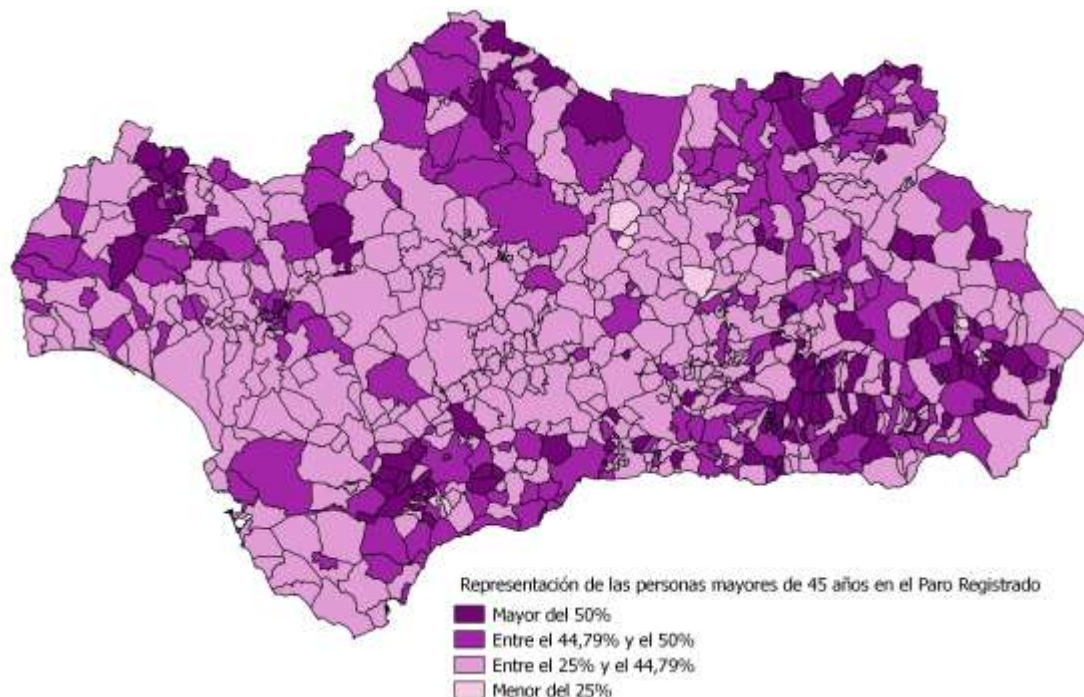 Representación de las personas mayores de 45 años en el Paro Registrado
Mayor del 50%
Entre el 44,79% y el 50%
Entre el 25% y el 44,79%
Menor del 25%